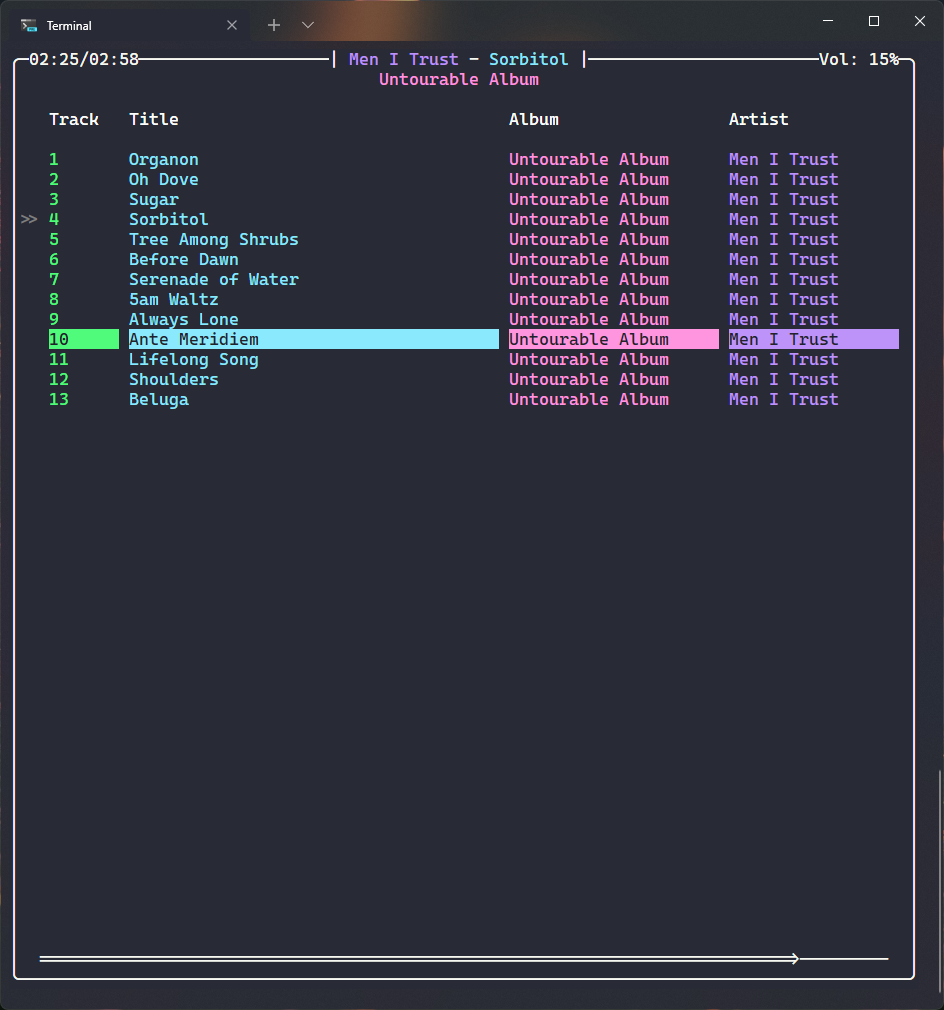 Terminal
02:25/02:58 | Men I Trust - Sorbitol | Vol: 15%
Untourable Album
Track Title Album Artist
1 Organon Untourable Album Men I Trust
2 Oh Dove Untourable Album Men I Trust
3 Sugar Untourable Album Men I Trust
>> 4 Sorbitol Untourable Album Men I Trust
5 Tree Among Shrubs Untourable Album Men I Trust
6 Before Dawn Untourable Album Men I Trust
7 Serenade of Water Untourable Album Men I Trust
8 5am Waltz Untourable Album Men I Trust
9 Always Lone Untourable Album Men I Trust
10 Ante Meridiem Untourable Album Men I Trust
11 Lifelong Song Untourable Album Men I Trust
12 Shoulders Untourable Album Men I Trust
13 Beluga Untourable Album Men I Trust